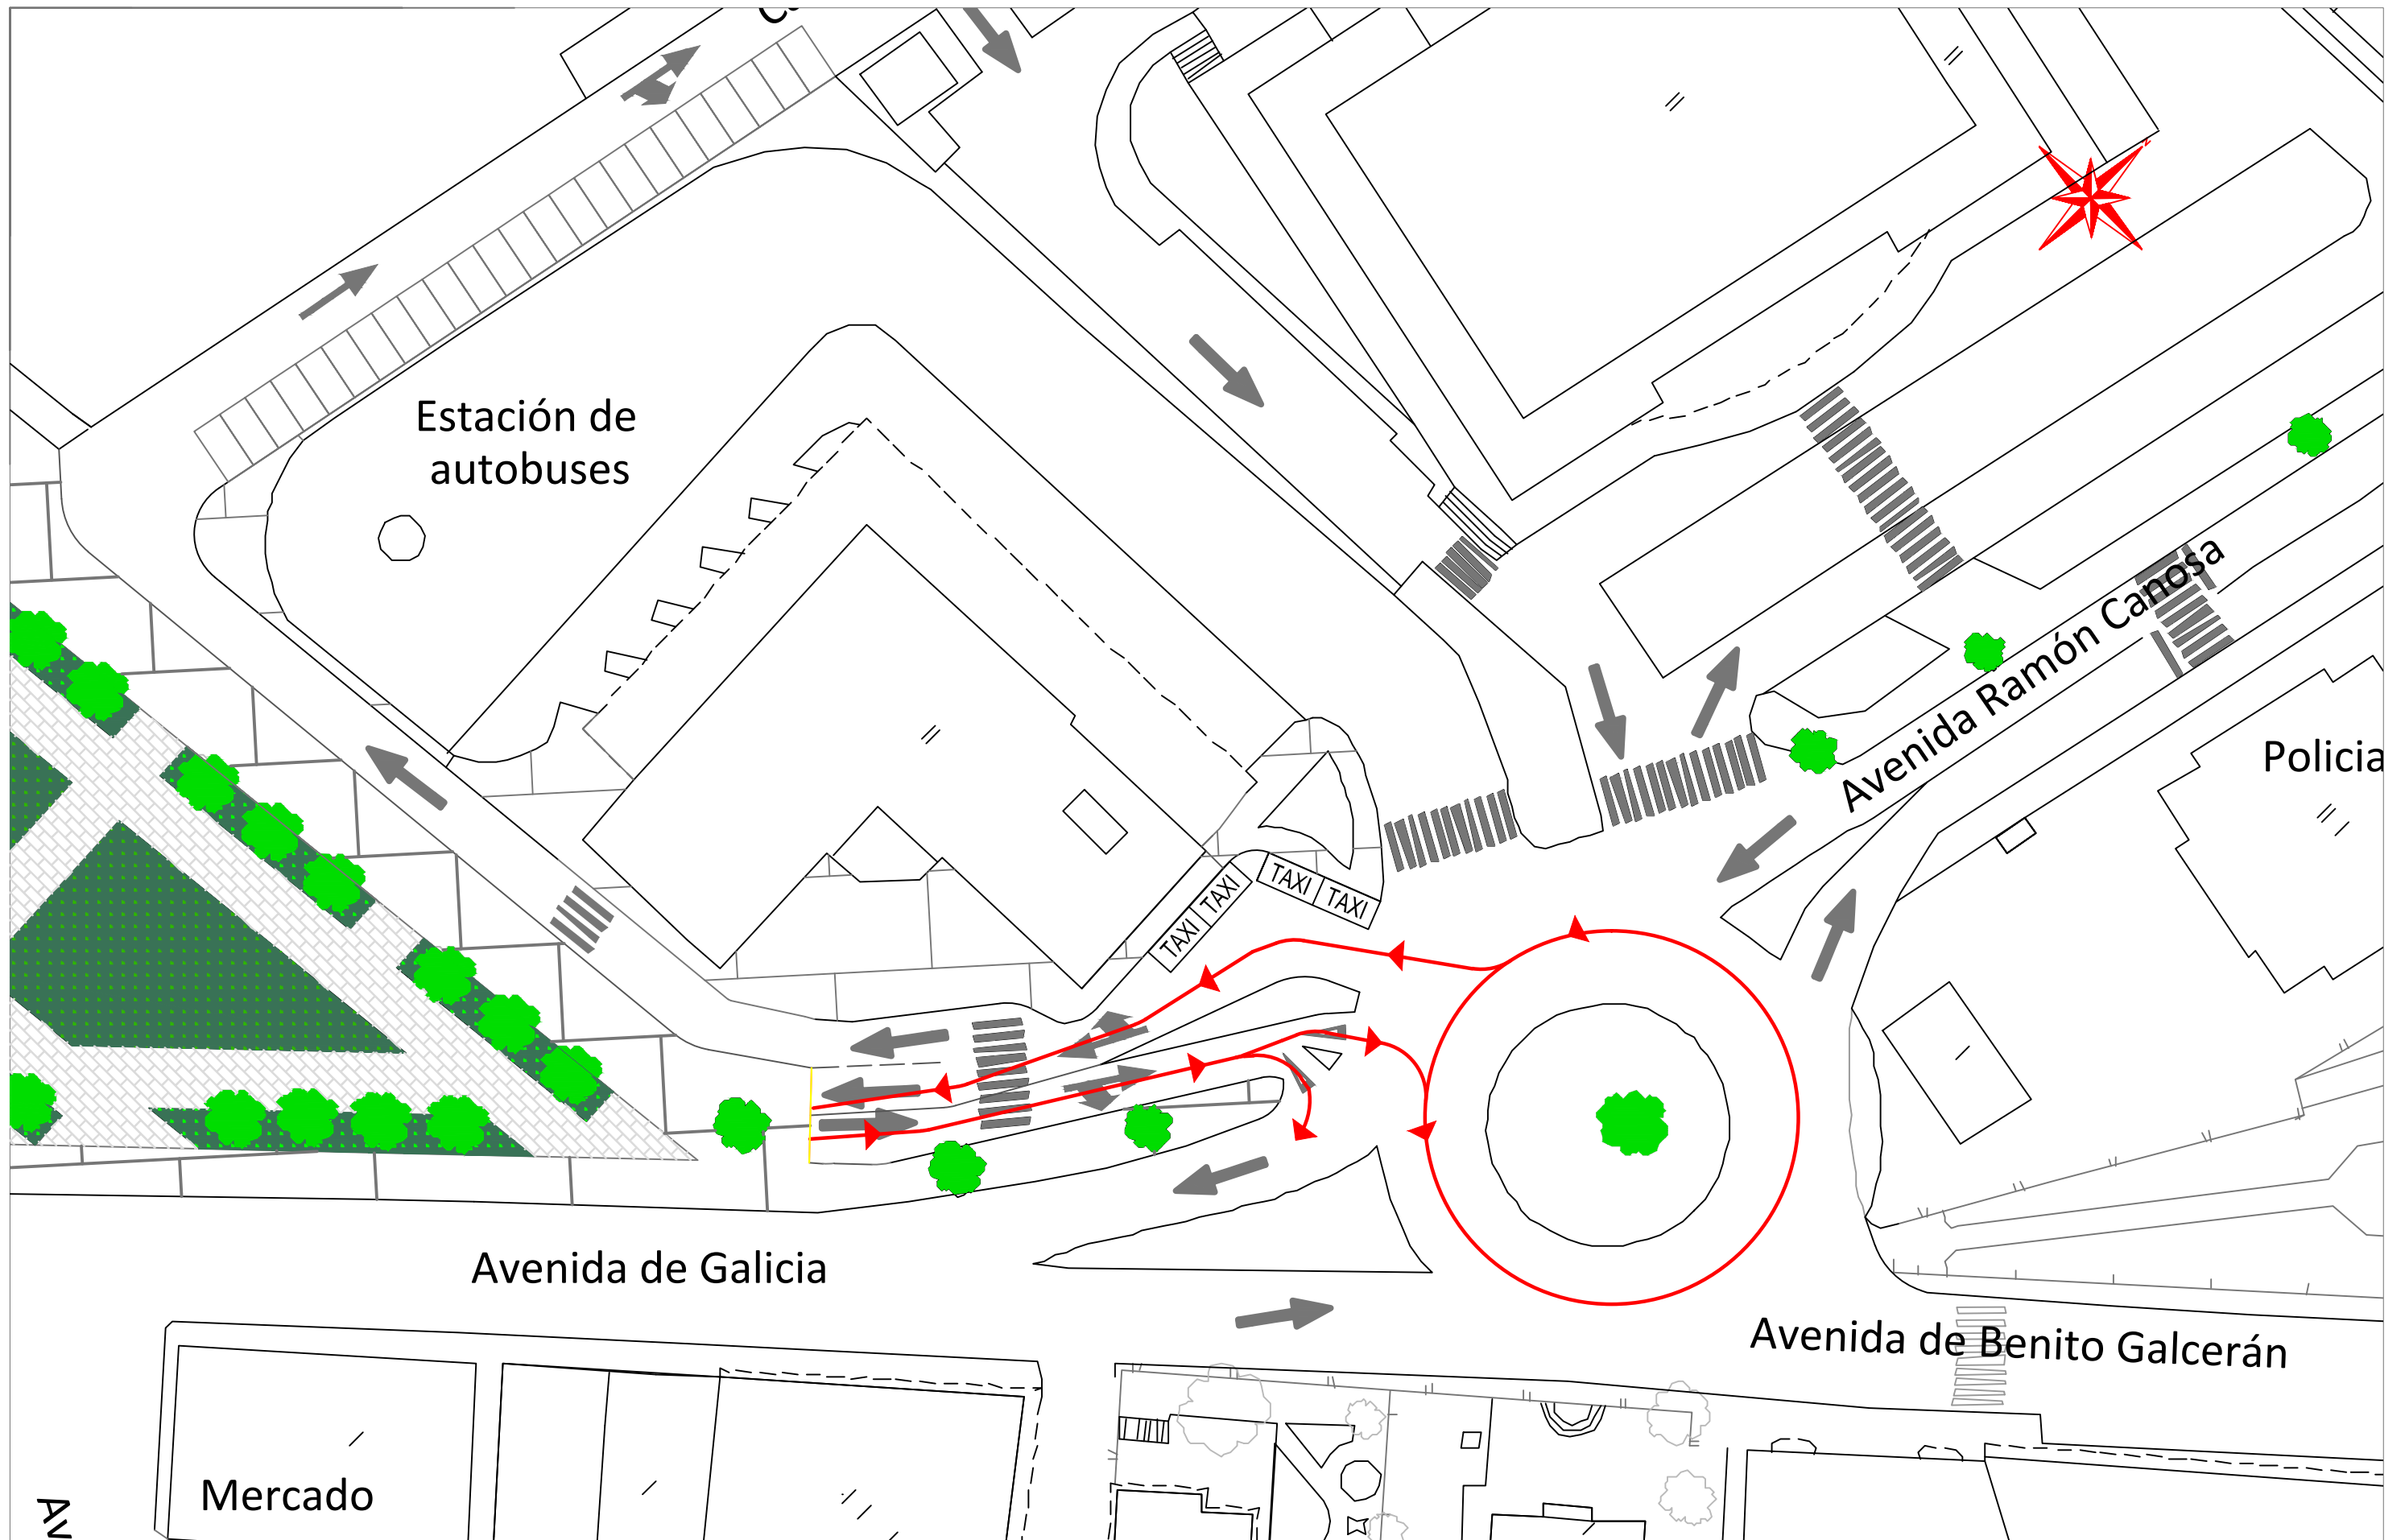 Estación de
autobuses
Avenida Ramón Canosa
Policia
TAXI
TAXI
TAXI
TAXI
Avenida de Galicia
Avenida de Benito Galcerán
Mercado
AV